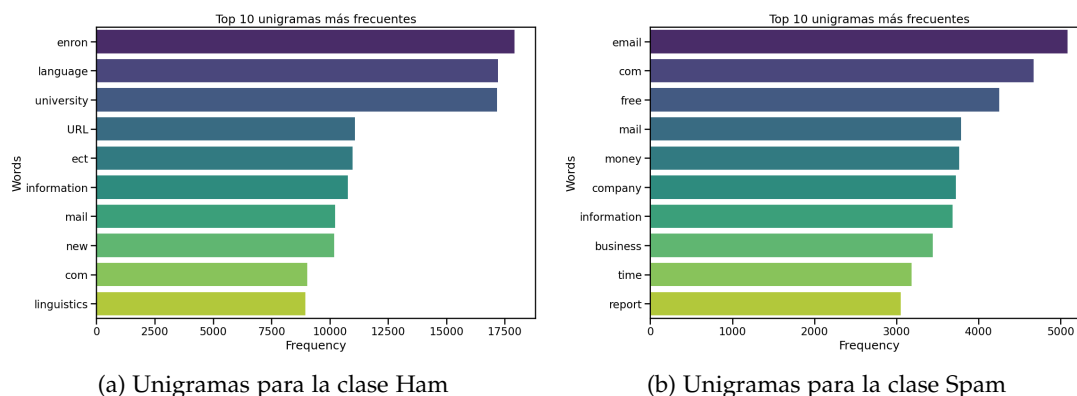 Top 10 unigramas más frecuentes
Words
enron
language
university
URL
ect
information
mail
new
com
linguistics
0 2500 5000 7500 10000 12500 15000 17500
Frequency
(a) Unigramas para la clase Ham
Top 10 unigramas más frecuentes
Words
email
com
free
mail
money
company
information
business
time
report
0 1000 2000 3000 4000 5000
Frequency
(b) Unigramas para la clase Spam